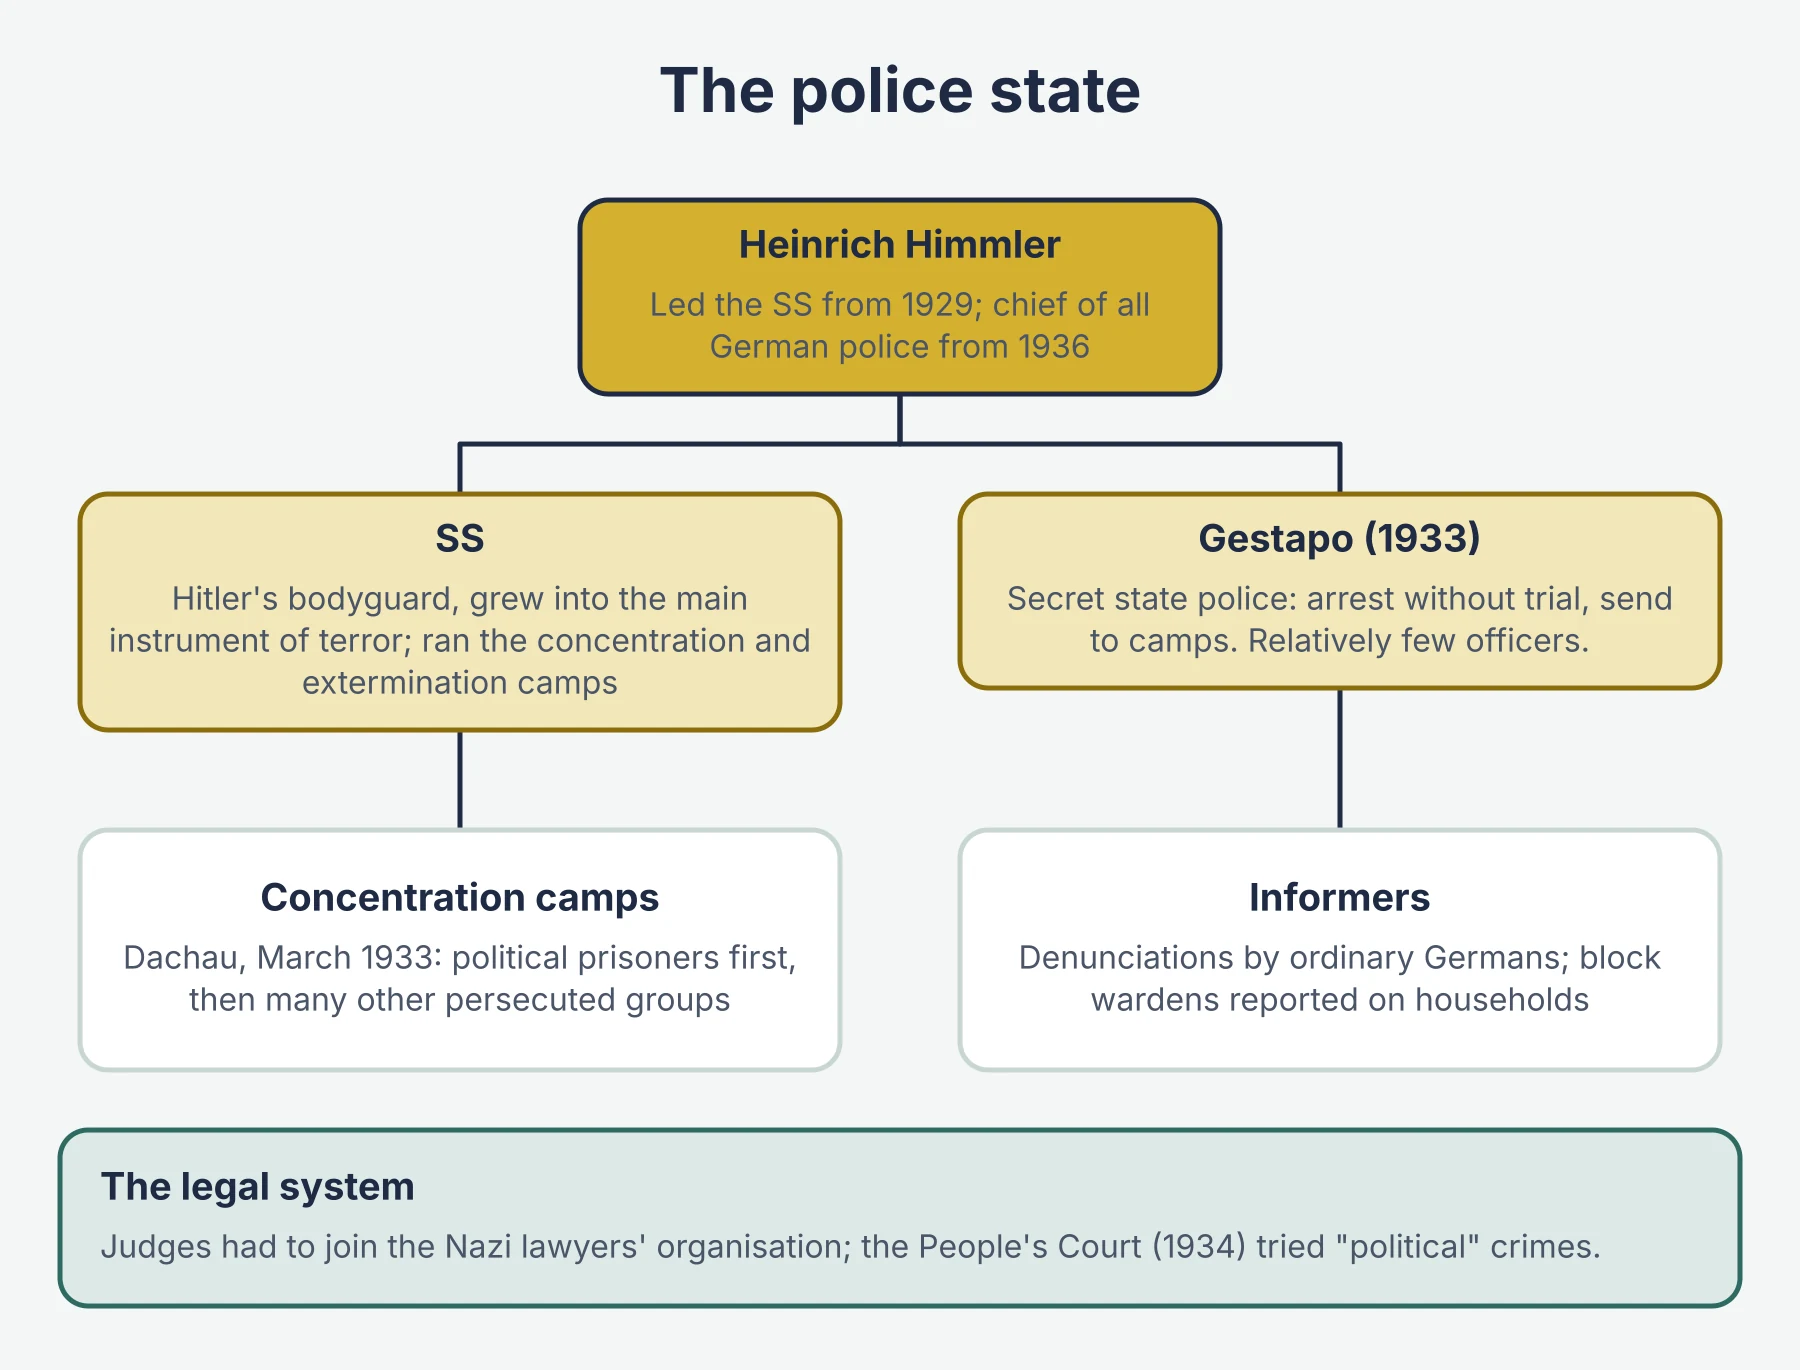 The police state
Heinrich Himmler
Led the SS from 1929; chief of all
German police from 1936
SS
Hitler's bodyguard, grew into the main
instrument of terror; ran the concentration and
extermination camps
Gestapo (1933)
Secret state police: arrest without trial, send
to camps. Relatively few officers.
Concentration camps
Dachau, March 1933: political prisoners first,
then many other persecuted groups
Informers
Denunciations by ordinary Germans; block
wardens reported on households
The legal system
Judges had to join the Nazi lawyers' organisation; the People's Court (1934) tried "political" crimes.